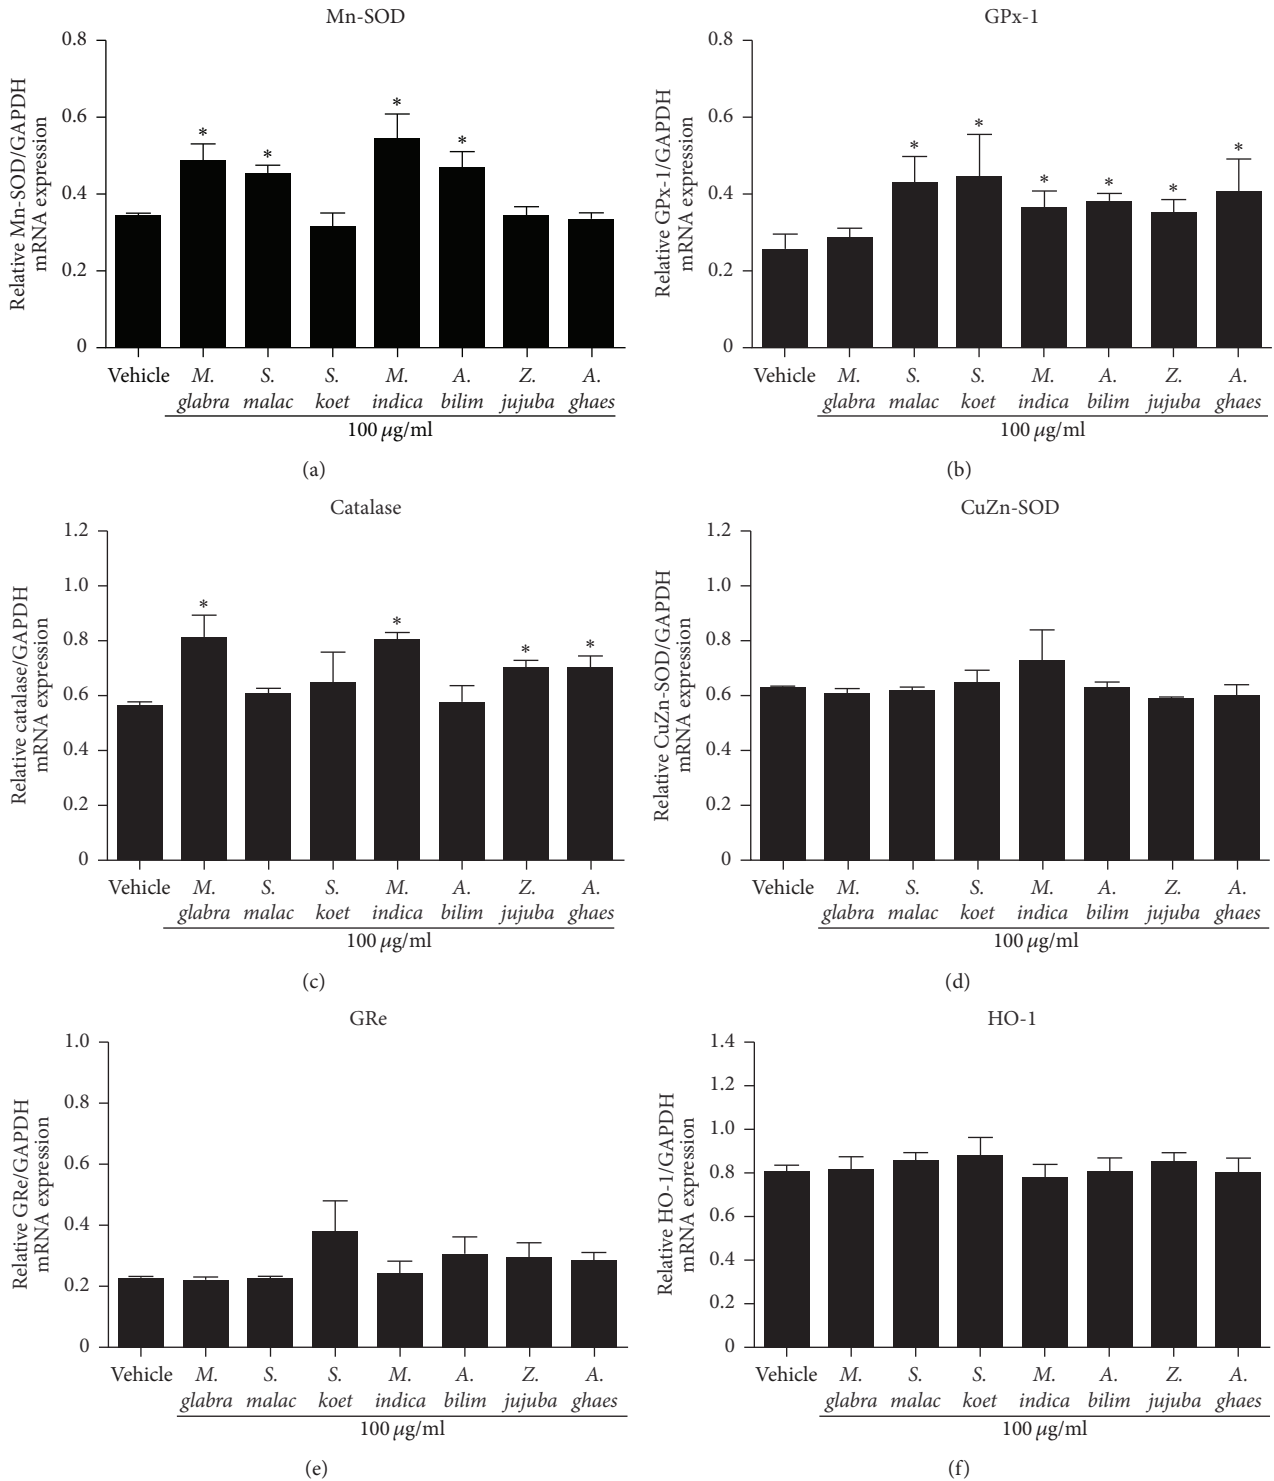 Mn-SOD
Relative Mn-SOD/GAPDH
mRNA expression
0.8
0.6
0.4
0.2
0
* * * *
Vehicle M. S. S. M. A. Z. A.
glabra malac koet indica bilim jujuba ghaes
100 μg/ml
(a)
GPx-1
Relative GPx-1/GAPDH
mRNA expression
0.8
0.6
0.4
0.2
0
* * * * * *
Vehicle M. S. S. M. A. Z. A.
glabra malac koet indica bilim jujuba ghaes
100 μg/ml
(b)
Catalase
Relative catalase/GAPDH
mRNA expression
1.2
1.0
0.8
0.6
0.4
0.2
0
* * * *
Vehicle M. S. S. M. A. Z. A.
glabra malac koet indica bilim jujuba ghaes
100 μg/ml
(c)
CuZn-SOD
Relative CuZn-SOD/GAPDH
mRNA expression
1.2
1.0
0.8
0.6
0.4
0.2
0
Vehicle M. S. S. M. A. Z. A.
glabra malac koet indica bilim jujuba ghaes
100 μg/ml
(d)
GRe
Relative GRe/GAPDH
mRNA expression
1.0
0.8
0.6
0.4
0.2
0
Vehicle M. S. S. M. A. Z. A.
glabra malac koet indica bilim jujuba ghaes
100 μg/ml
(e)
HO-1
Relative HO-1/GAPDH
mRNA expression
1.4
1.2
1.0
0.8
0.6
0.4
0.2
0
Vehicle M. S. S. M. A. Z. A.
glabra malac koet indica bilim jujuba ghaes
100 μg/ml
(f)